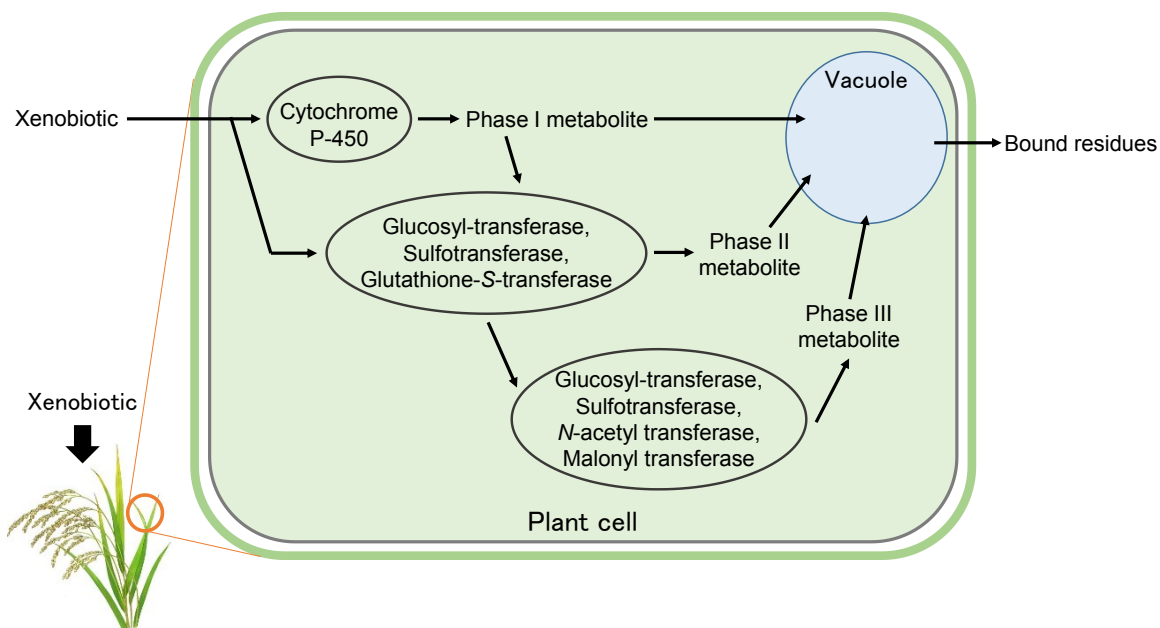 Vacuole
Xenobiotic
Cytochrome
P-450
Phase I metabolite
Bound residues
Glucosyl-transferase,
Sulfotransferase,
Glutathione-S-transferase
Phase II
metabolite
Phase III
metabolite
Glucosyl-transferase,
Sulfotransferase,
N-acetyl transferase,
Malonyl transferase
Xenobiotic
Plant cell